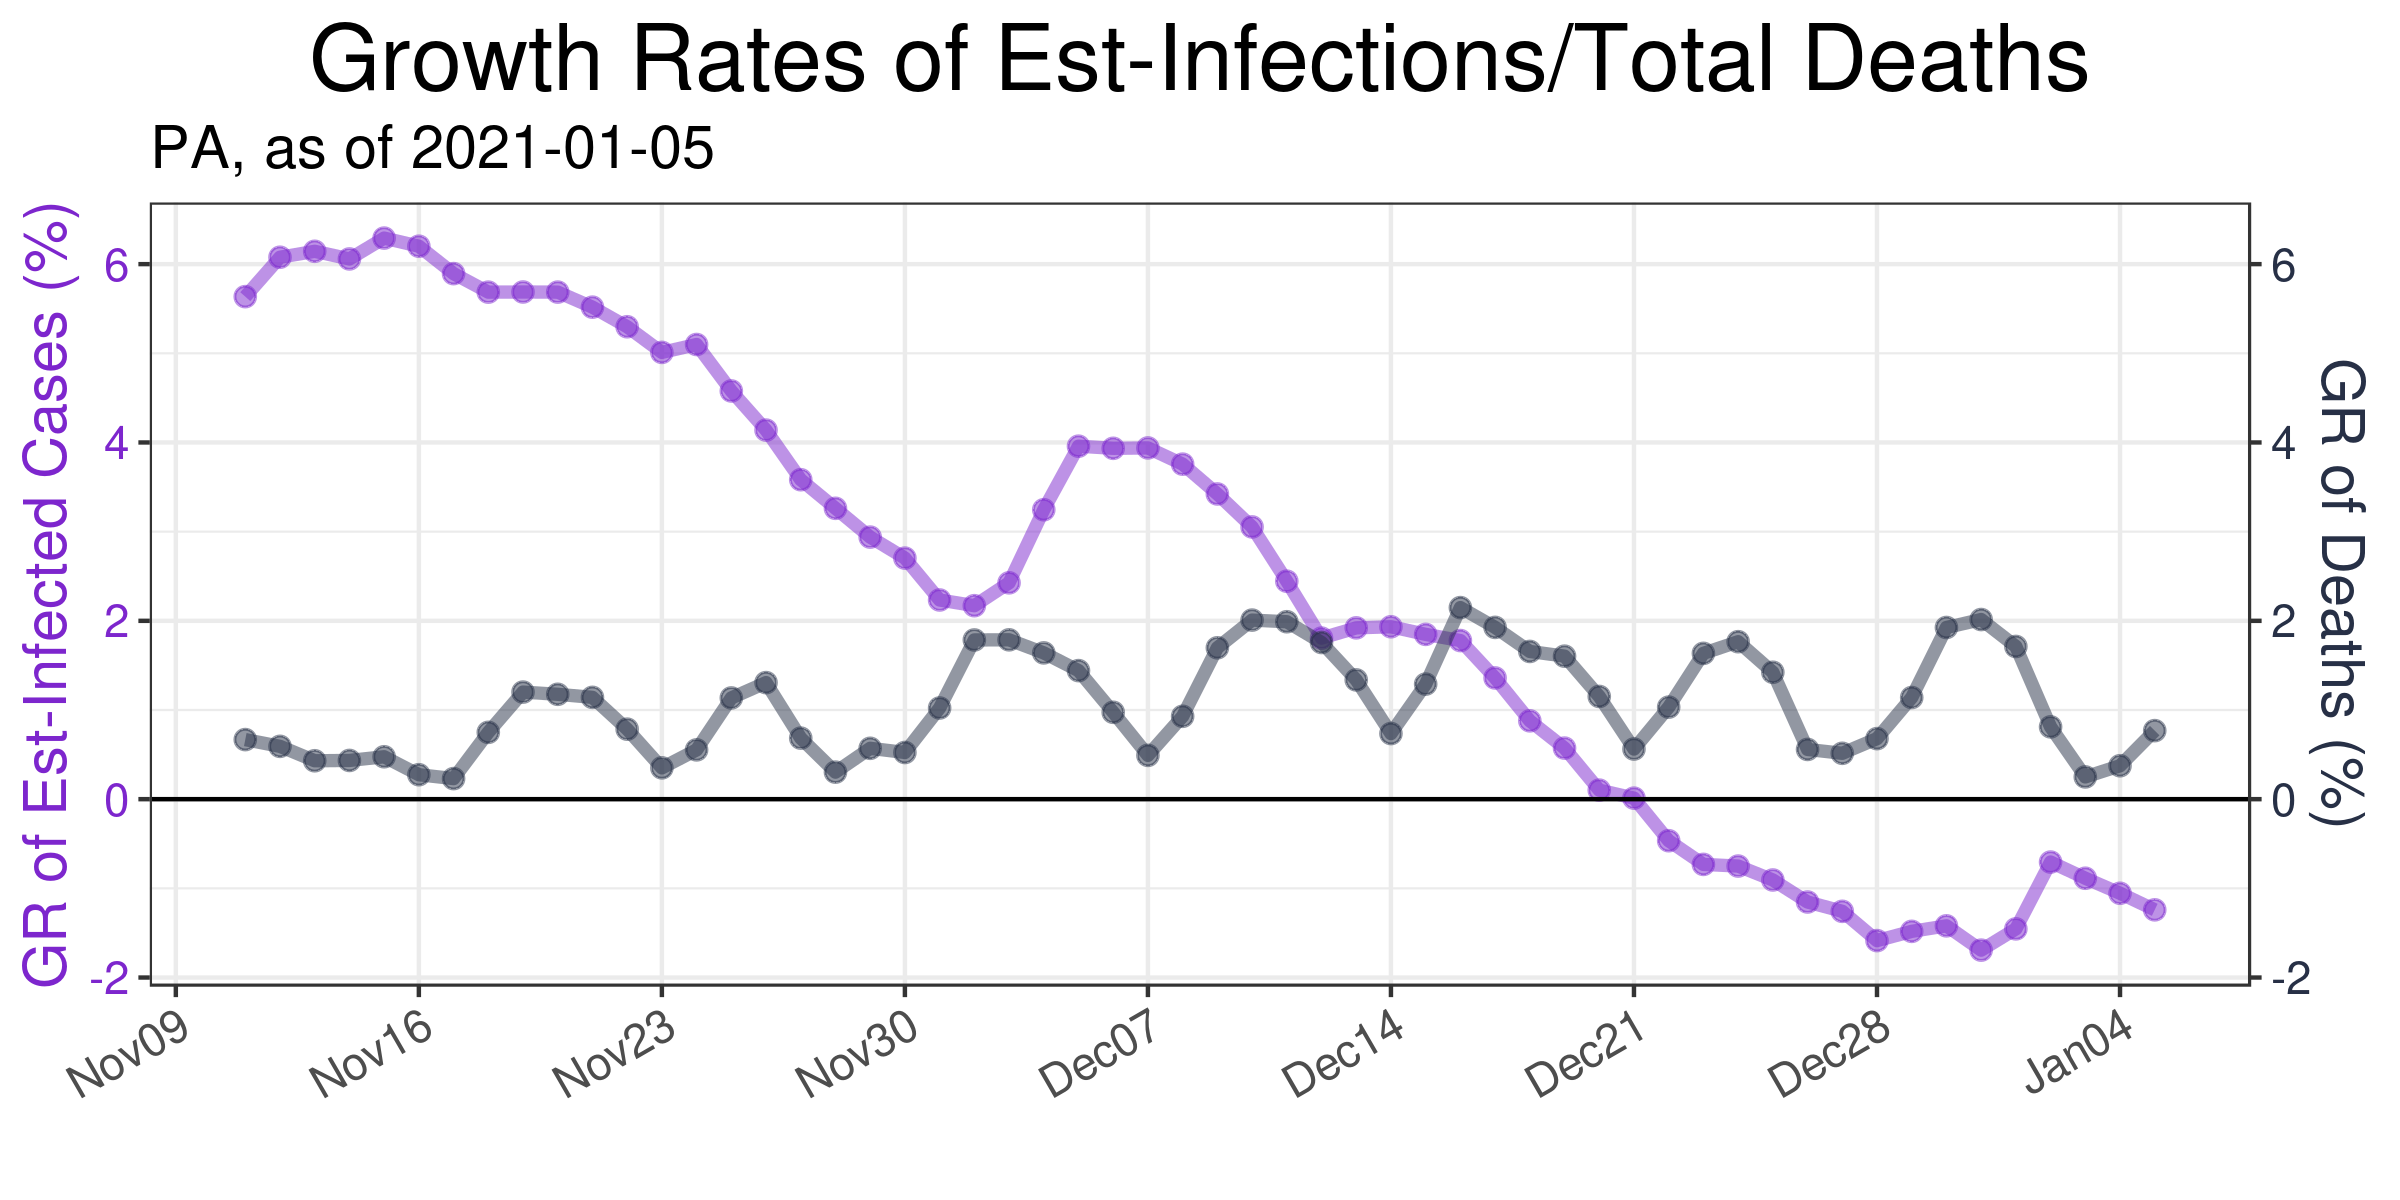 Growth Rates of Est-Infections/Total Deaths
PA, as of 2021-01-05
GR of Est-Infected Cases (%)
6
4
2
0
-2
6
4
2
0
-2
GR of Deaths (%)
Nov09
Nov16
Nov23
Nov30
Dec07
Dec14
Dec21
Dec28
Jan04